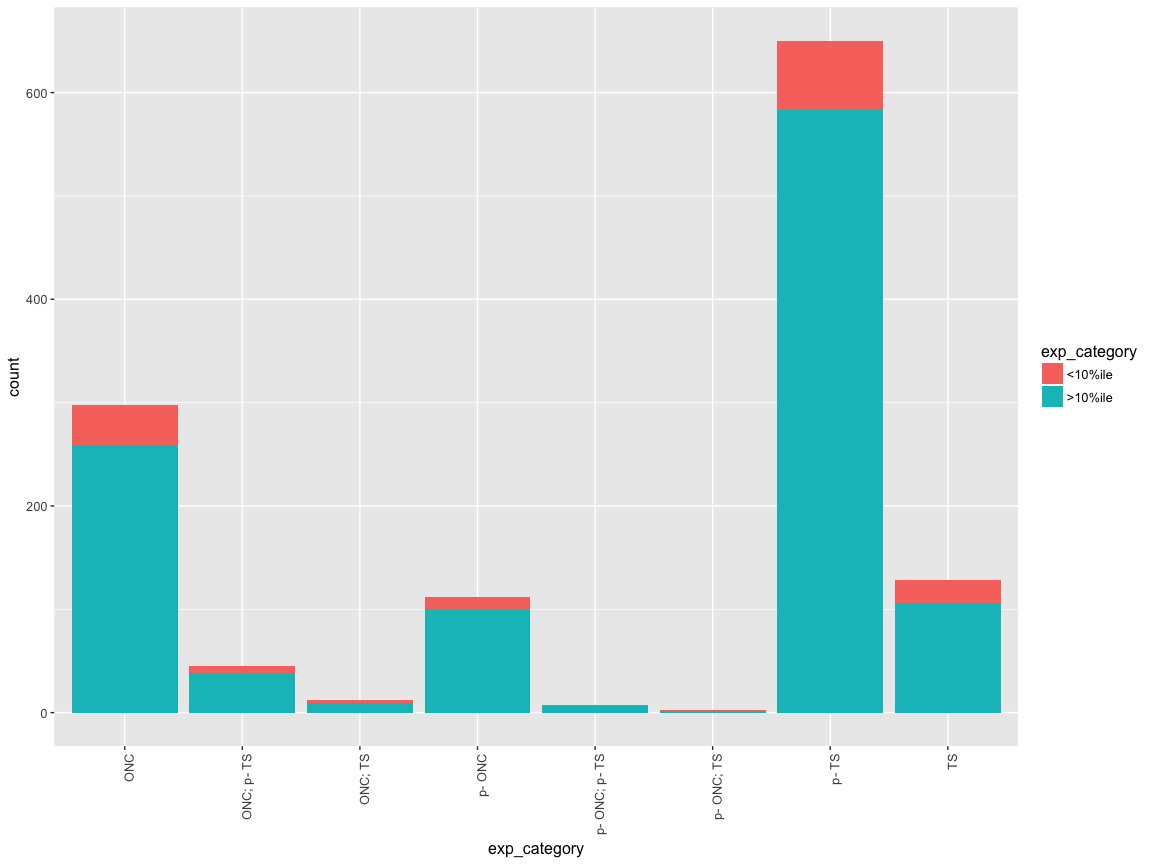 600
400
200
0
count
ONC
ONC; p- TS
ONC; TS
p- ONC
p- ONC; p- TS
p- ONC; TS
p- TS
TS
exp_category
exp_category
<10%ile
>10%ile